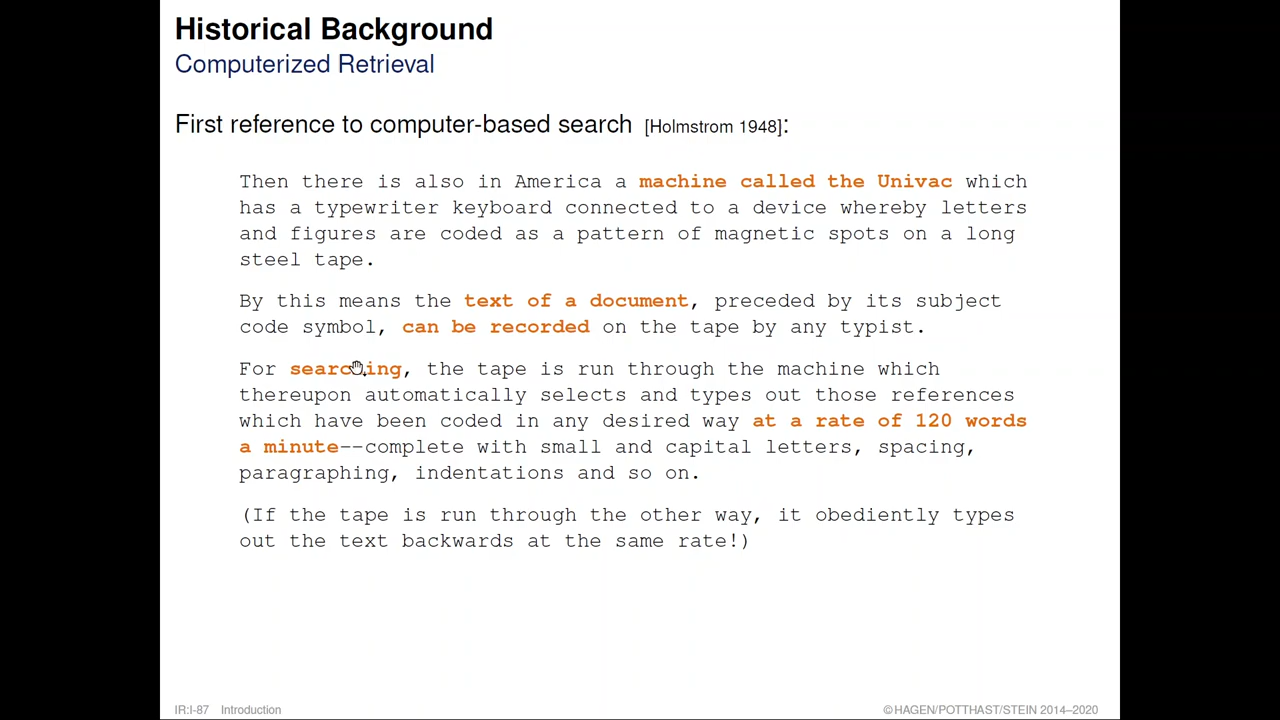 Historical Background
Computerized Retrieval
First reference to computer-based search [Holmstrom 1948]:
Then there is also in America a machine called the Univac which
has a typewriter keyboard connected to a device whereby letters
and figures are coded as a pattern of magnetic spots on a long
steel tape.
By this means the text of a document, preceded by its subject
code symbol, can be recorded on the tape by any typist.
For searching, the tape is run through the machine which
thereupon automatically selects and types out those references
which have been coded in any desired way at a rate of 120 words
a minute--complete with small and capital letters, spacing,
paragraphing, indentations and so on.
(If the tape is run through the other way, it obediently types
out the text backwards at the same rate!)
IR:I-87 Introduction
©HAGEN/POTTHAST/STEIN 2014–2020